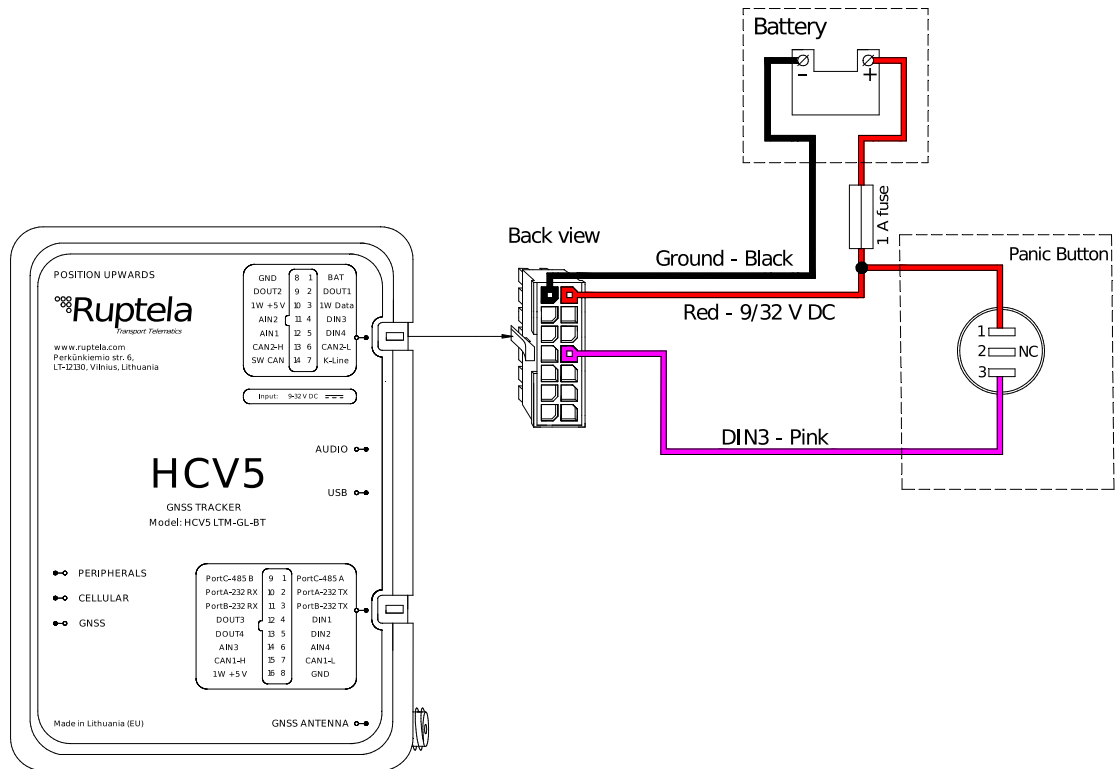 Battery
- +
1 A fuse
Back view
Ground - Black
Red - 9/32 V DC
DIN3 - Pink
Panic Button
1
2 NC
3
POSITION UPWARDS
Ruptela
Transport Telematics
www.ruptela.com
Perkūnkiemio str. 6,
LT-12130, Vilnius, Lithuania
GND 8 1 BAT
DOUT2 9 2 DOUT1
1W +5 V 10 3 1W Data
AIN2 11 4 DIN3
AIN1 12 5 DIN4
CAN2-H 13 6 CAN2-L
SW CAN 14 7 K-Line
Input: 9-32 V DC
AUDIO
USB
HCV5
GNSS TRACKER
Model: HCV5 LTM-GL-BT
PERIPHERALS
CELLULAR
GNSS
PortC-485 B 9 1 PortC-485 A
PortA-232 RX 10 2 PortA-232 TX
PortB-232 RX 11 3 PortB-232 TX
DOUT3 12 4 DIN1
DOUT4 13 5 DIN2
AIN3 14 6 AIN4
CAN1-H 15 7 CAN1-L
1W +5 V 16 8 GND
Made in Lithuania (EU)
GNSS ANTENNA